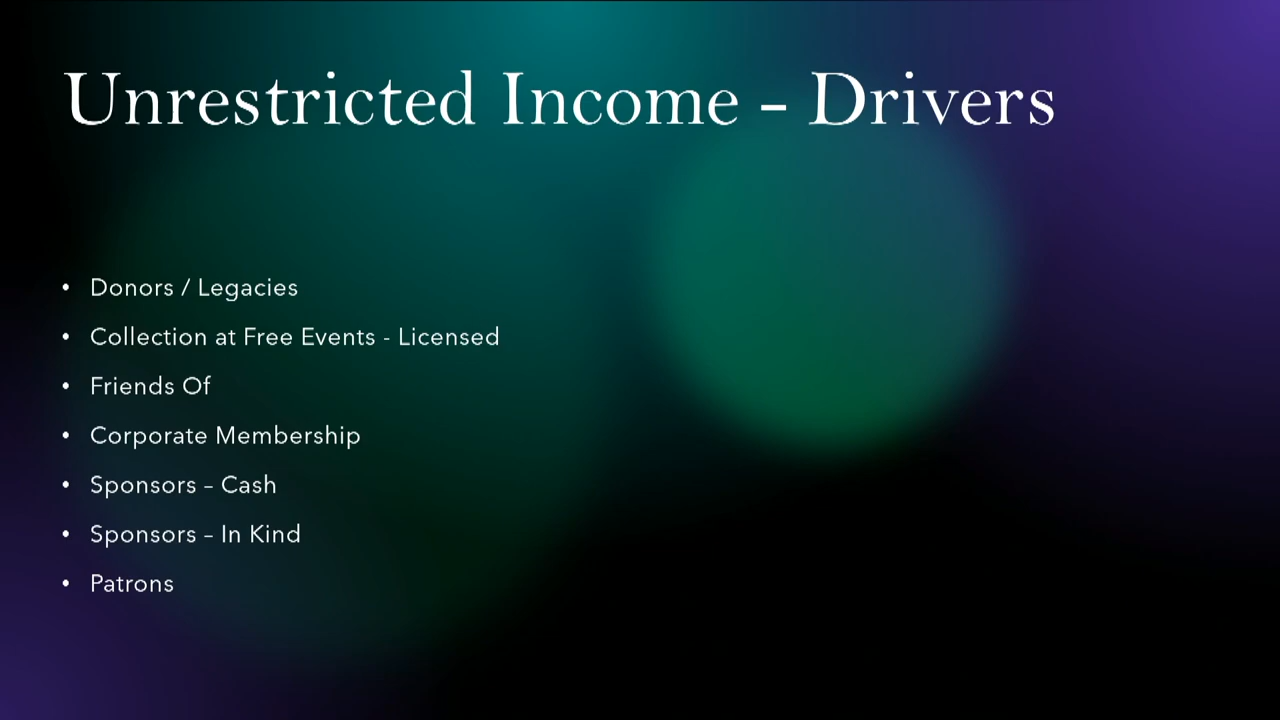 Unrestricted Income – Drivers
• Donors / Legacies
• Collection at Free Events - Licensed
• Friends Of
• Corporate Membership
• Sponsors – Cash
• Sponsors – In Kind
• Patrons